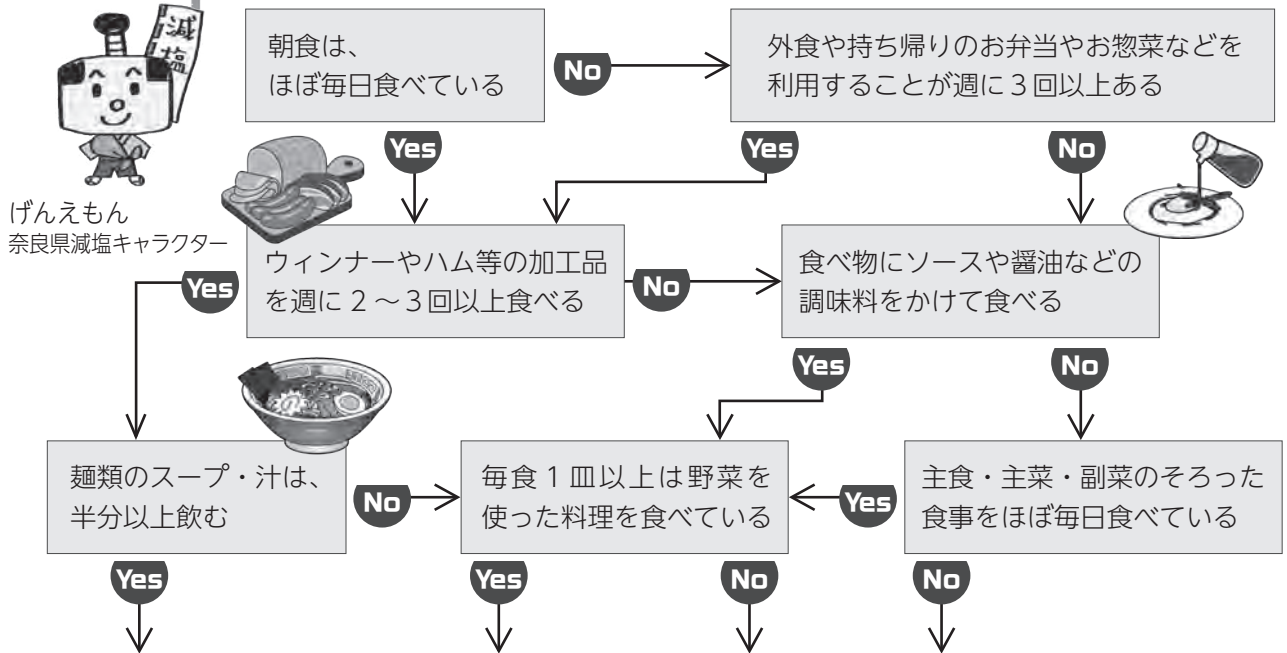 減塩
朝食は、
ほぼ毎日食べている
No
外食や持ち帰りのお弁当やお惣菜などを
利用することが週に3回以上ある
Yes
Yes
No
げんえもん
奈良県減塩キャラクター
ウィンナーやハム等の加工品
を週に2～3回以上食べる
Yes
No
食べ物にソースや醤油などの
調味料をかけて食べる
Yes
No
麺類のスープ・汁は、
半分以上飲む
No
毎食1皿以上は野菜を
使った料理を食べている
Yes
主食・主菜・副菜のそろった
食事をほぼ毎日食べている
Yes
Yes
No
No